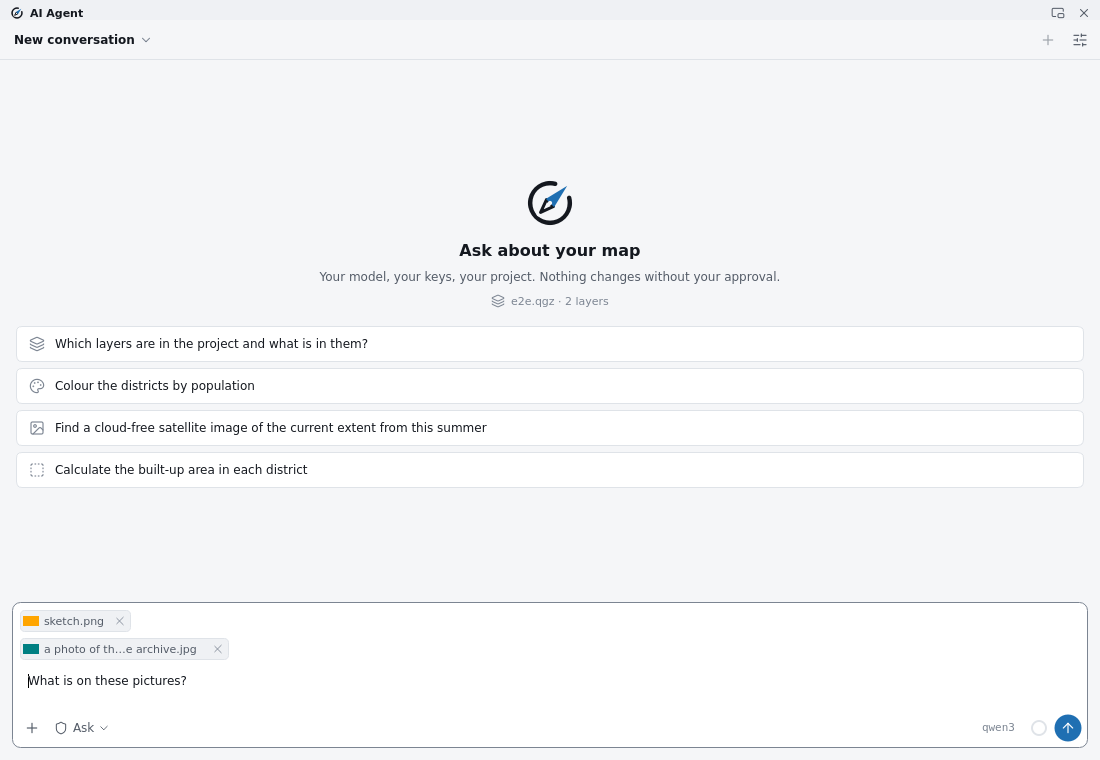 AI Agent
New conversation
Ask about your map
Your model, your keys, your project. Nothing changes without your approval.
e2e.qgz · 2 layers
Which layers are in the project and what is in them?
Colour the districts by population
Find a cloud-free satellite image of the current extent from this summer
Calculate the built-up area in each district
sketch.png
a photo of th…e archive.jpg
What is on these pictures?
Ask
qwen3